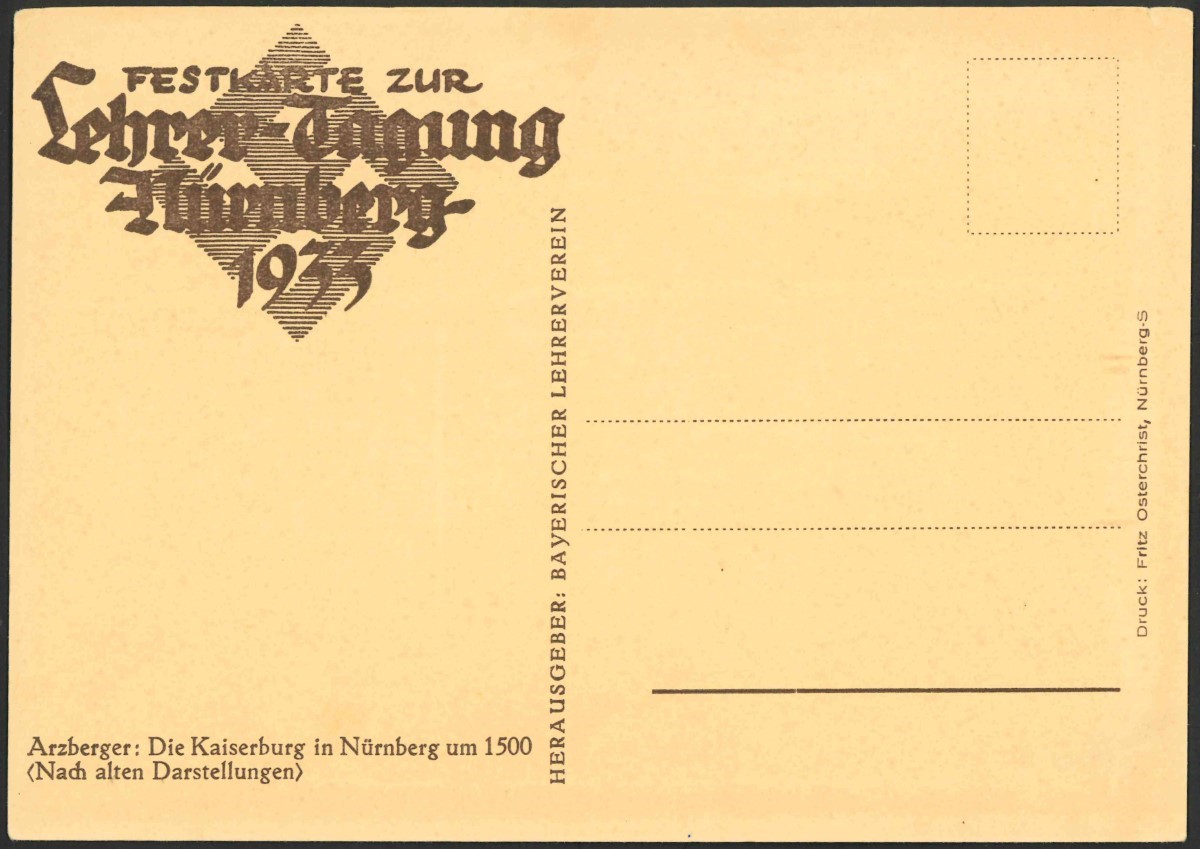 FESTKARTE ZUR
Lehrer-Tagung
Nürnberg
1933
HERAUSGEBER: BAYERISCHER LEHRERVEREIN
Druck: Fritz Osterchrist, Nürnberg-S
Arzberger: Die Kaiserburg in Nürnberg um 1500
⟨Nach alten Darstellungen⟩